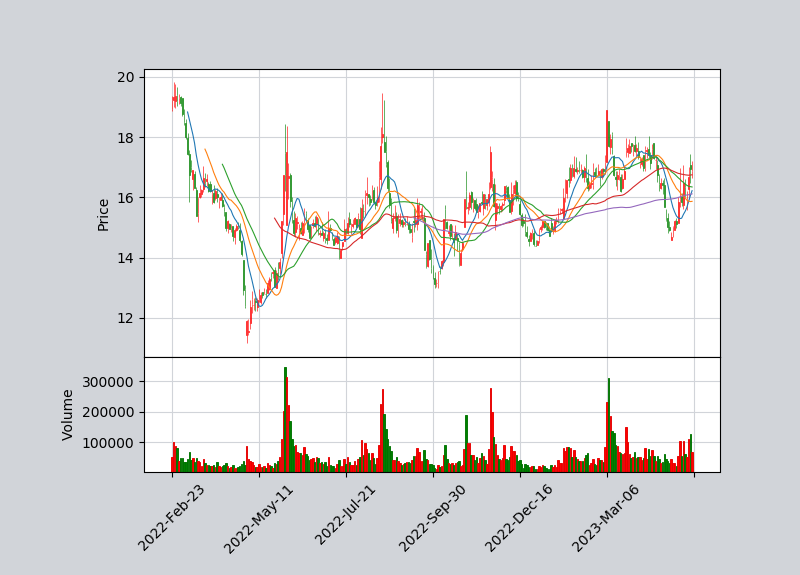 20
18
16
14
12
Price
300000
200000
100000
Volume
2022-Feb-23
2022-May-11
2022-Jul-21
2022-Sep-30
2022-Dec-16
2023-Mar-06